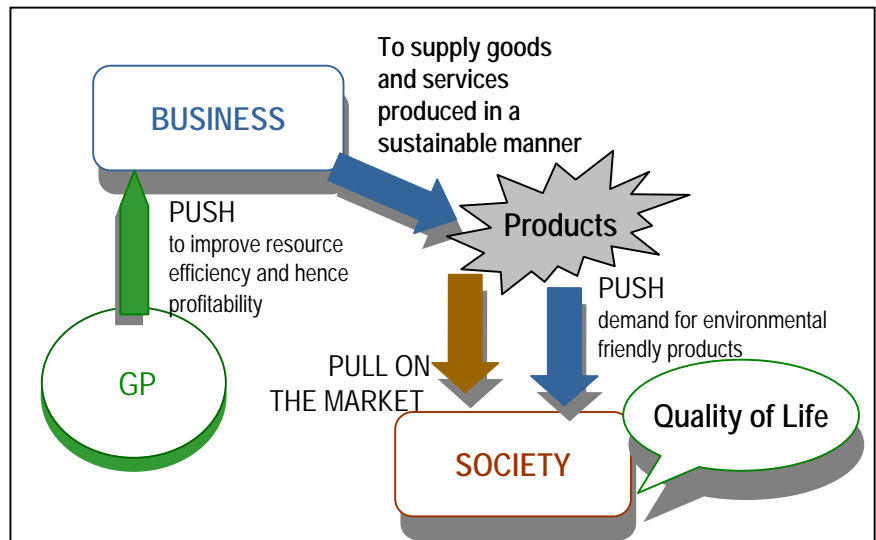 To supply goods
and services
produced in a
sustainable manner
BUSINESS
PUSH
to improve resource
efficiency and hence
profitability
Products
GP
PUSH
demand for environmental
friendly products
PULL ON
THE MARKET
Quality of Life
SOCIETY